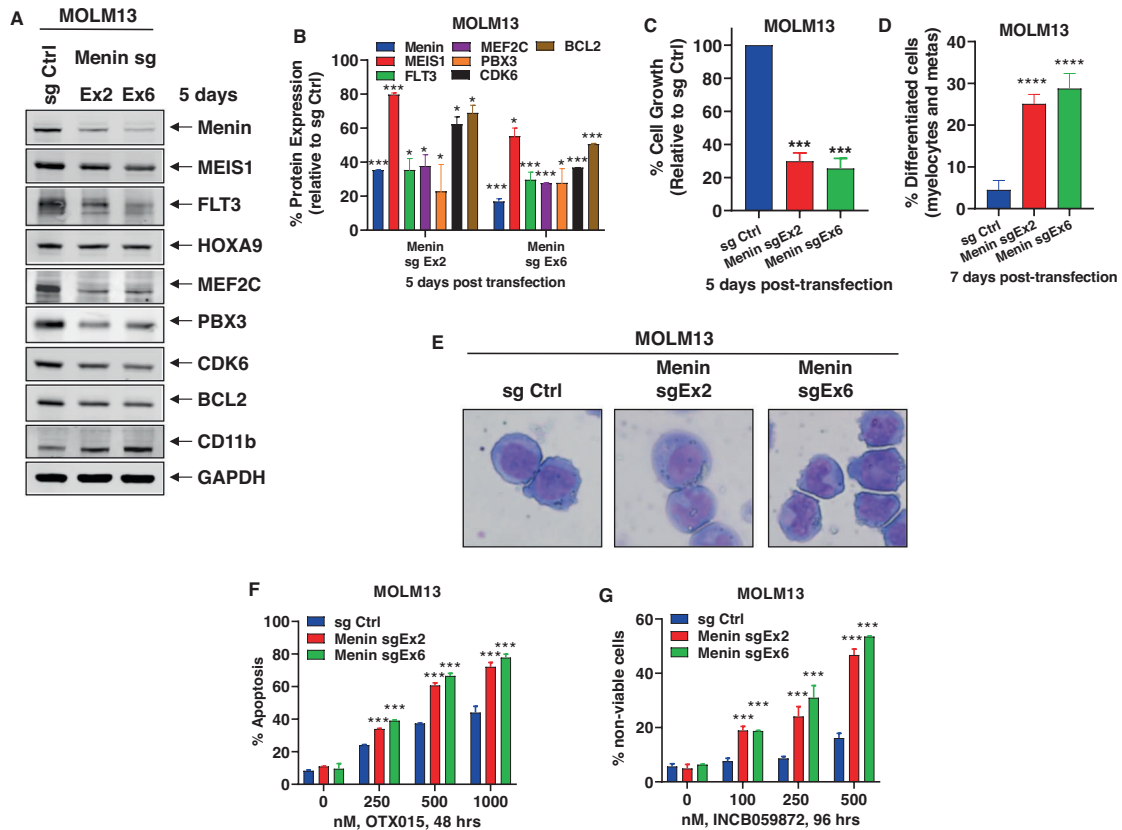 A
MOLM13
sg Ctrl
Menin sg
Ex2 Ex6 5 days
Menin
MEIS1
FLT3
HOXA9
MEF2C
PBX3
CDK6
BCL2
CD11b
GAPDH
B
MOLM13
Menin MEF2C BCL2
MEIS1 PBX3
FLT3 CDK6
% Protein Expression
(relative to sg Ctrl)
100
80
60
40
20
0
*** *** * * * * *
*** * *** *** * *** ***
Menin
sg Ex2
Menin
sg Ex6
5 days post transfection
C
MOLM13
% Cell Growth
(Relative to sg Ctrl)
100
80
60
40
20
0
*** ***
sg Ctrl
Menin sgEx2
Menin sgEx6
5 days post-transfection
D
MOLM13
% Differentiated cells
(myelocytes and metas)
40
30
20
10
0
**** ****
sg Ctrl
Menin sgEx2
Menin sgEx6
7 days post-transfection
E
MOLM13
sg Ctrl
Menin
sgEx2
Menin
sgEx6
F
MOLM13
sg Ctrl
Menin sgEx2
Menin sgEx6
% Apoptosis
100
80
60
40
20
0
*** *** *** *** *** ***
0 250 500 1000
nM, OTX015, 48 hrs
G
MOLM13
sg Ctrl
Menin sgEx2
Menin sgEx6
% non-viable cells
60
40
20
0
*** *** *** *** *** ***
0 100 250 500
nM, INCB059872, 96 hrs